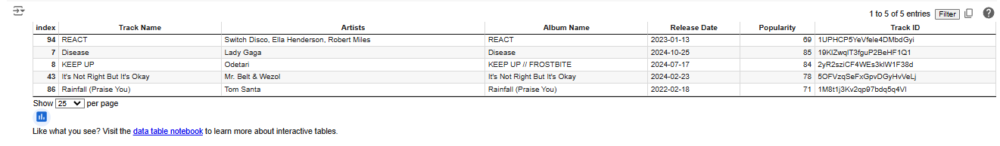 1 to 5 of 5 entries Filter
index Track Name Artists Album Name Release Date Popularity Track ID
94 REACT Switch Disco, Ella Henderson, Robert Miles REACT 2023-01-13 69 1UPHCP5YeVfele4DMbdGyi
7 Disease Lady Gaga Disease 2024-10-25 85 19KlZwqlT3fguP2BeHF1Q1
8 KEEP UP Odetari KEEP UP // FROSTBITE 2024-07-17 84 2yR2sziCF4WEs3klW1F38d
43 It's Not Right But It's Okay Mr. Belt & Wezol It's Not Right But It's Okay 2024-02-23 78 5OFVzqSeFxGpvDGyHvVeLj
86 Rainfall (Praise You) Tom Santa Rainfall (Praise You) 2022-02-18 71 1M8t1j3Kv2qp97bdq5q4Vl
Show 25 per page
Like what you see? Visit the data table notebook to learn more about interactive tables.